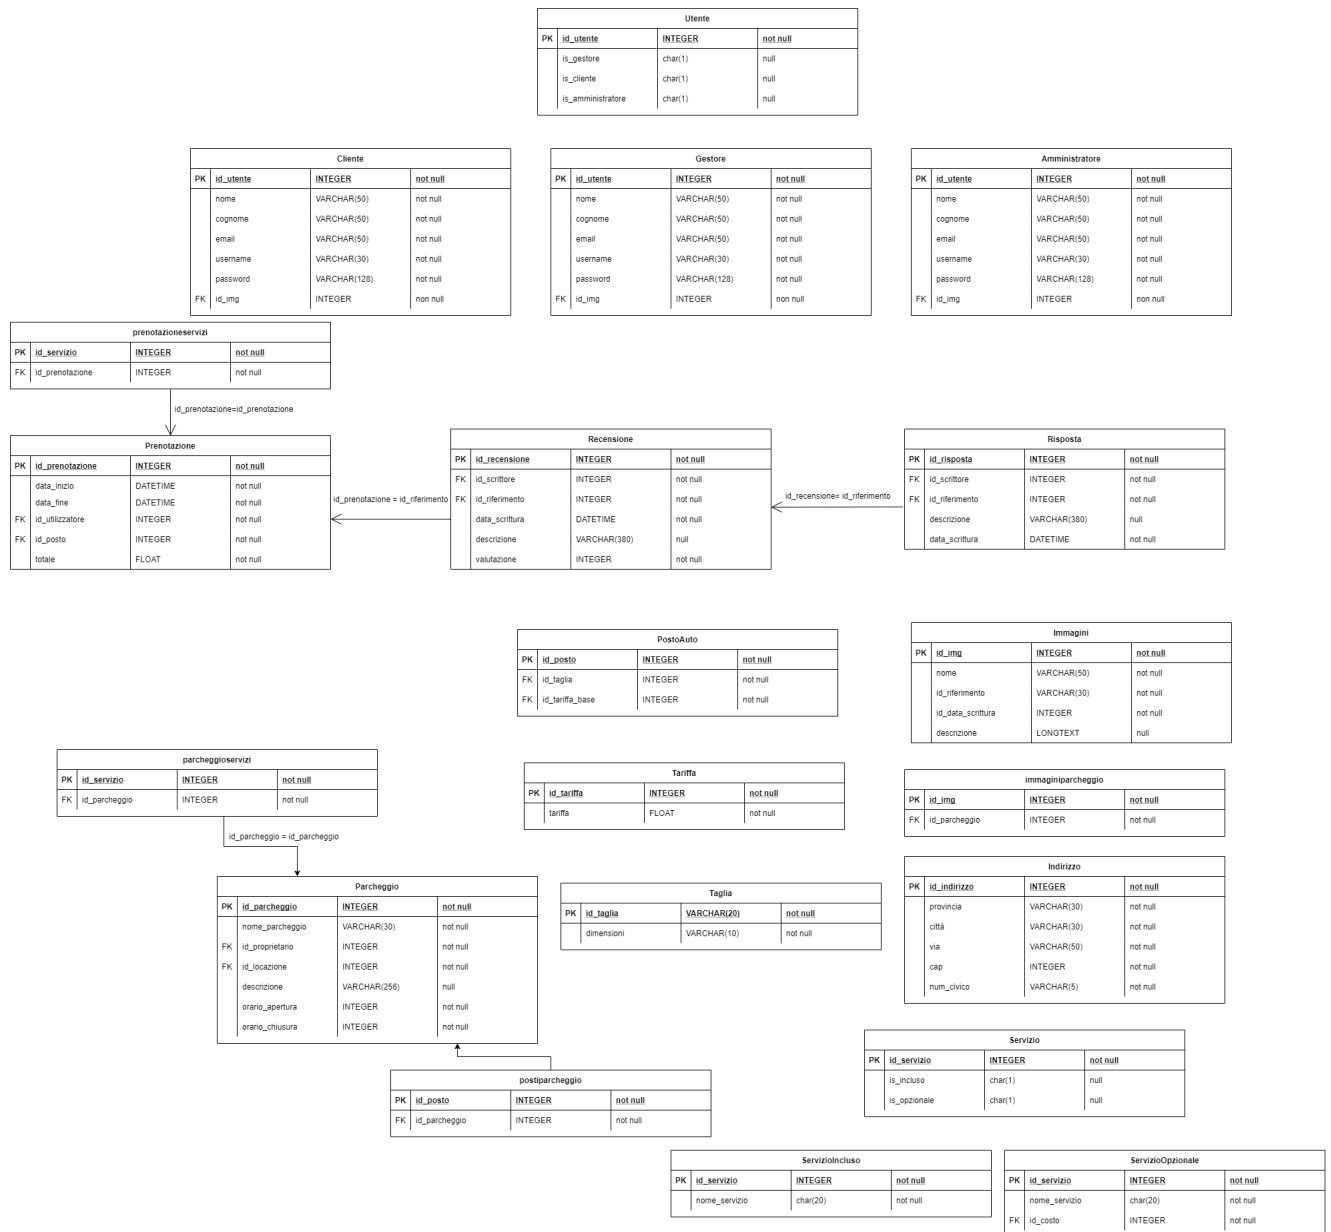 Utente
PK id_utente INTEGER not null
is_gestore char(1) null
is_cliente char(1) null
is_amministratore char(1) null
Cliente
PK id_utente INTEGER not null
nome VARCHAR(50) not null
cognome VARCHAR(50) not null
email VARCHAR(50) not null
username VARCHAR(30) not null
password VARCHAR(128) not null
FK id_img INTEGER non null
Gestore
PK id_utente INTEGER not null
nome VARCHAR(50) not null
cognome VARCHAR(50) not null
email VARCHAR(50) not null
username VARCHAR(30) not null
password VARCHAR(128) not null
FK id_img INTEGER non null
Amministratore
PK id_utente INTEGER not null
nome VARCHAR(50) not null
cognome VARCHAR(50) not null
email VARCHAR(50) not null
username VARCHAR(30) not null
password VARCHAR(128) not null
FK id_img INTEGER non null
prenotazioneservizi
PK id_servizio INTEGER not null
FK id_prenotazione INTEGER not null
id_prenotazione=id_prenotazione
Prenotazione
PK id_prenotazione INTEGER not null
data_inizio DATETIME not null
data_fine DATETIME not null
FK id_utilizzatore INTEGER not null
FK id_posto INTEGER not null
totale FLOAT not null
id_prenotazione = id_riferimento
Recensione
PK id_recensione INTEGER not null
FK id_scrittore INTEGER not null
FK id_riferimento INTEGER not null
data_scrittura DATETIME not null
descrizione VARCHAR(380) null
valutazione INTEGER not null
id_recensione= id_riferimento
Risposta
PK id_risposta INTEGER not null
FK id_scrittore INTEGER not null
FK id_riferimento INTEGER not null
descrizione VARCHAR(380) null
data_scrittura DATETIME not null
PostoAuto
PK id_posto INTEGER not null
FK id_taglia INTEGER not null
FK id_tariffa_base INTEGER not null
Immagini
PK id_img INTEGER not null
nome VARCHAR(50) not null
id_riferimento VARCHAR(30) not null
id_data_scrittura INTEGER not null
descrizione LONGTEXT null
parcheggioservizi
PK id_servizio INTEGER not null
FK id_parcheggio INTEGER not null
id_parcheggio = id_parcheggio
Tariffa
PK id_tariffa INTEGER not null
tariffa FLOAT not null
immaginiparcheggio
PK id_img INTEGER not null
FK id_parcheggio INTEGER not null
Parcheggio
PK id_parcheggio INTEGER not null
nome_parcheggio VARCHAR(30) not null
FK id_proprietario INTEGER not null
FK id_locazione INTEGER not null
descrizione VARCHAR(256) null
orario_apertura INTEGER not null
orario_chiusura INTEGER not null
Taglia
PK id_taglia VARCHAR(20) not null
dimensioni VARCHAR(10) not null
Indirizzo
PK id_indirizzo INTEGER not null
provincia VARCHAR(30) not null
città VARCHAR(30) not null
via VARCHAR(50) not null
cap INTEGER not null
num_civico VARCHAR(5) not null
Servizio
PK id_servizio INTEGER not null
is_incluso char(1) null
is_opzionale char(1) null
postiparcheggio
PK id_posto INTEGER not null
FK id_parcheggio INTEGER not null
ServizioIncluso
PK id_servizio INTEGER not null
nome_servizio char(20) not null
ServizioOpzionale
PK id_servizio INTEGER not null
nome_servizio char(20) not null
FK id_costo INTEGER not null